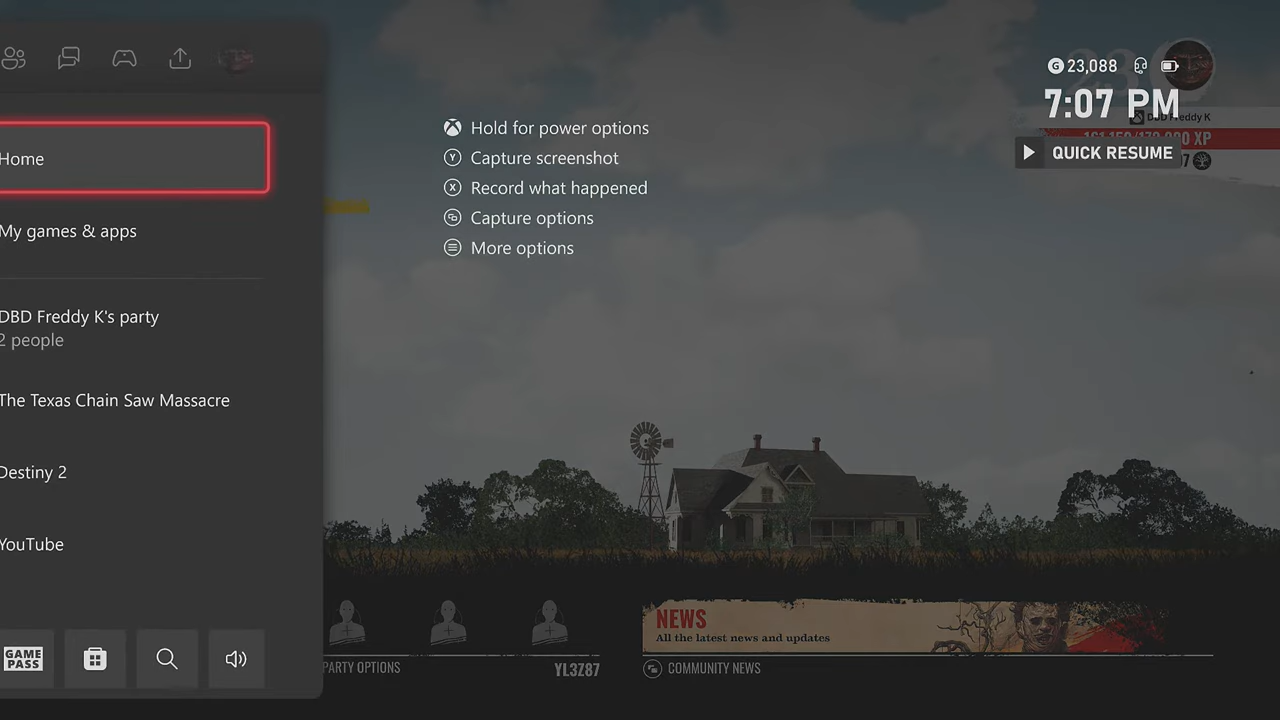 Home
My games & apps
DBD Freddy K's party
2 people
The Texas Chain Saw Massacre
Destiny 2
YouTube
GAME
PASS
Hold for power options
Y Capture screenshot
X Record what happened
Capture options
More options
G 23,088
7:07 PM
DBD Freddy K
QUICK RESUME
PARTY OPTIONS
YL3Z87
NEWS
All the latest news and updates
COMMUNITY NEWS